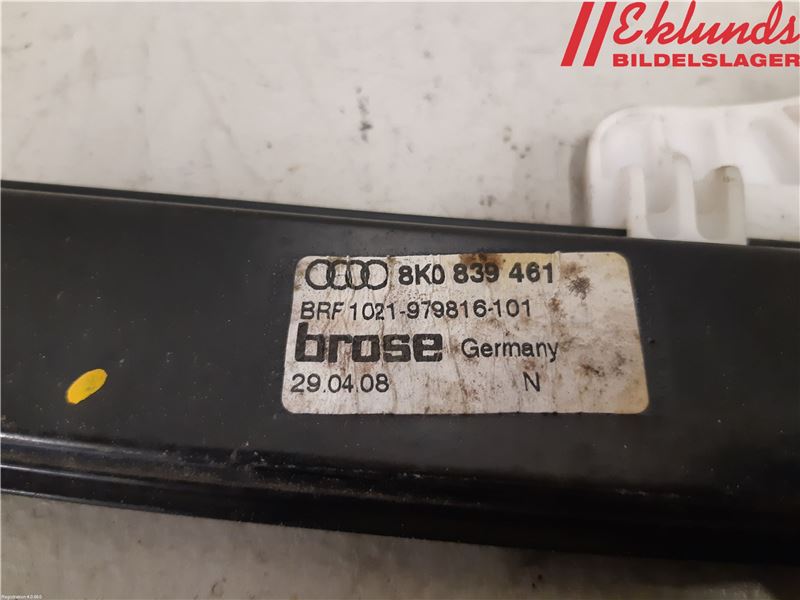 Eklunds
BILDELSLAGER
8K0 839 461
BRF 1021-979816-101
brose Germany
29.04.08 N